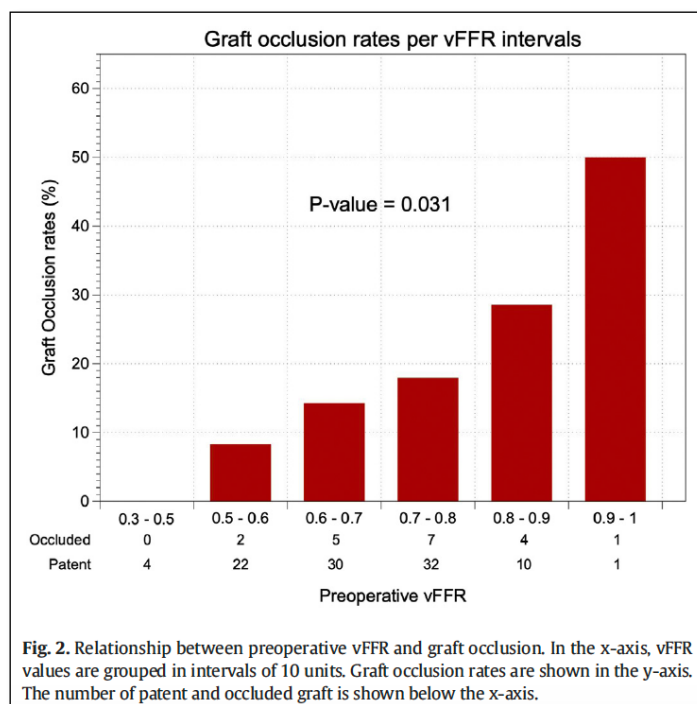 Graft occlusion rates per vFFR intervals
Graft Occlusion rates (%)
60
50
40
30
20
10
0
P-value = 0.031
0.3 - 0.5 0.5 - 0.6 0.6 - 0.7 0.7 - 0.8 0.8 - 0.9 0.9 - 1
Occluded 0 2 5 7 4 1
Patent 4 22 30 32 10 1
Preoperative vFFR
Fig. 2. Relationship between preoperative vFFR and graft occlusion. In the x-axis, vFFR
values are grouped in intervals of 10 units. Graft occlusion rates are shown in the y-axis.
The number of patent and occluded graft is shown below the x-axis.